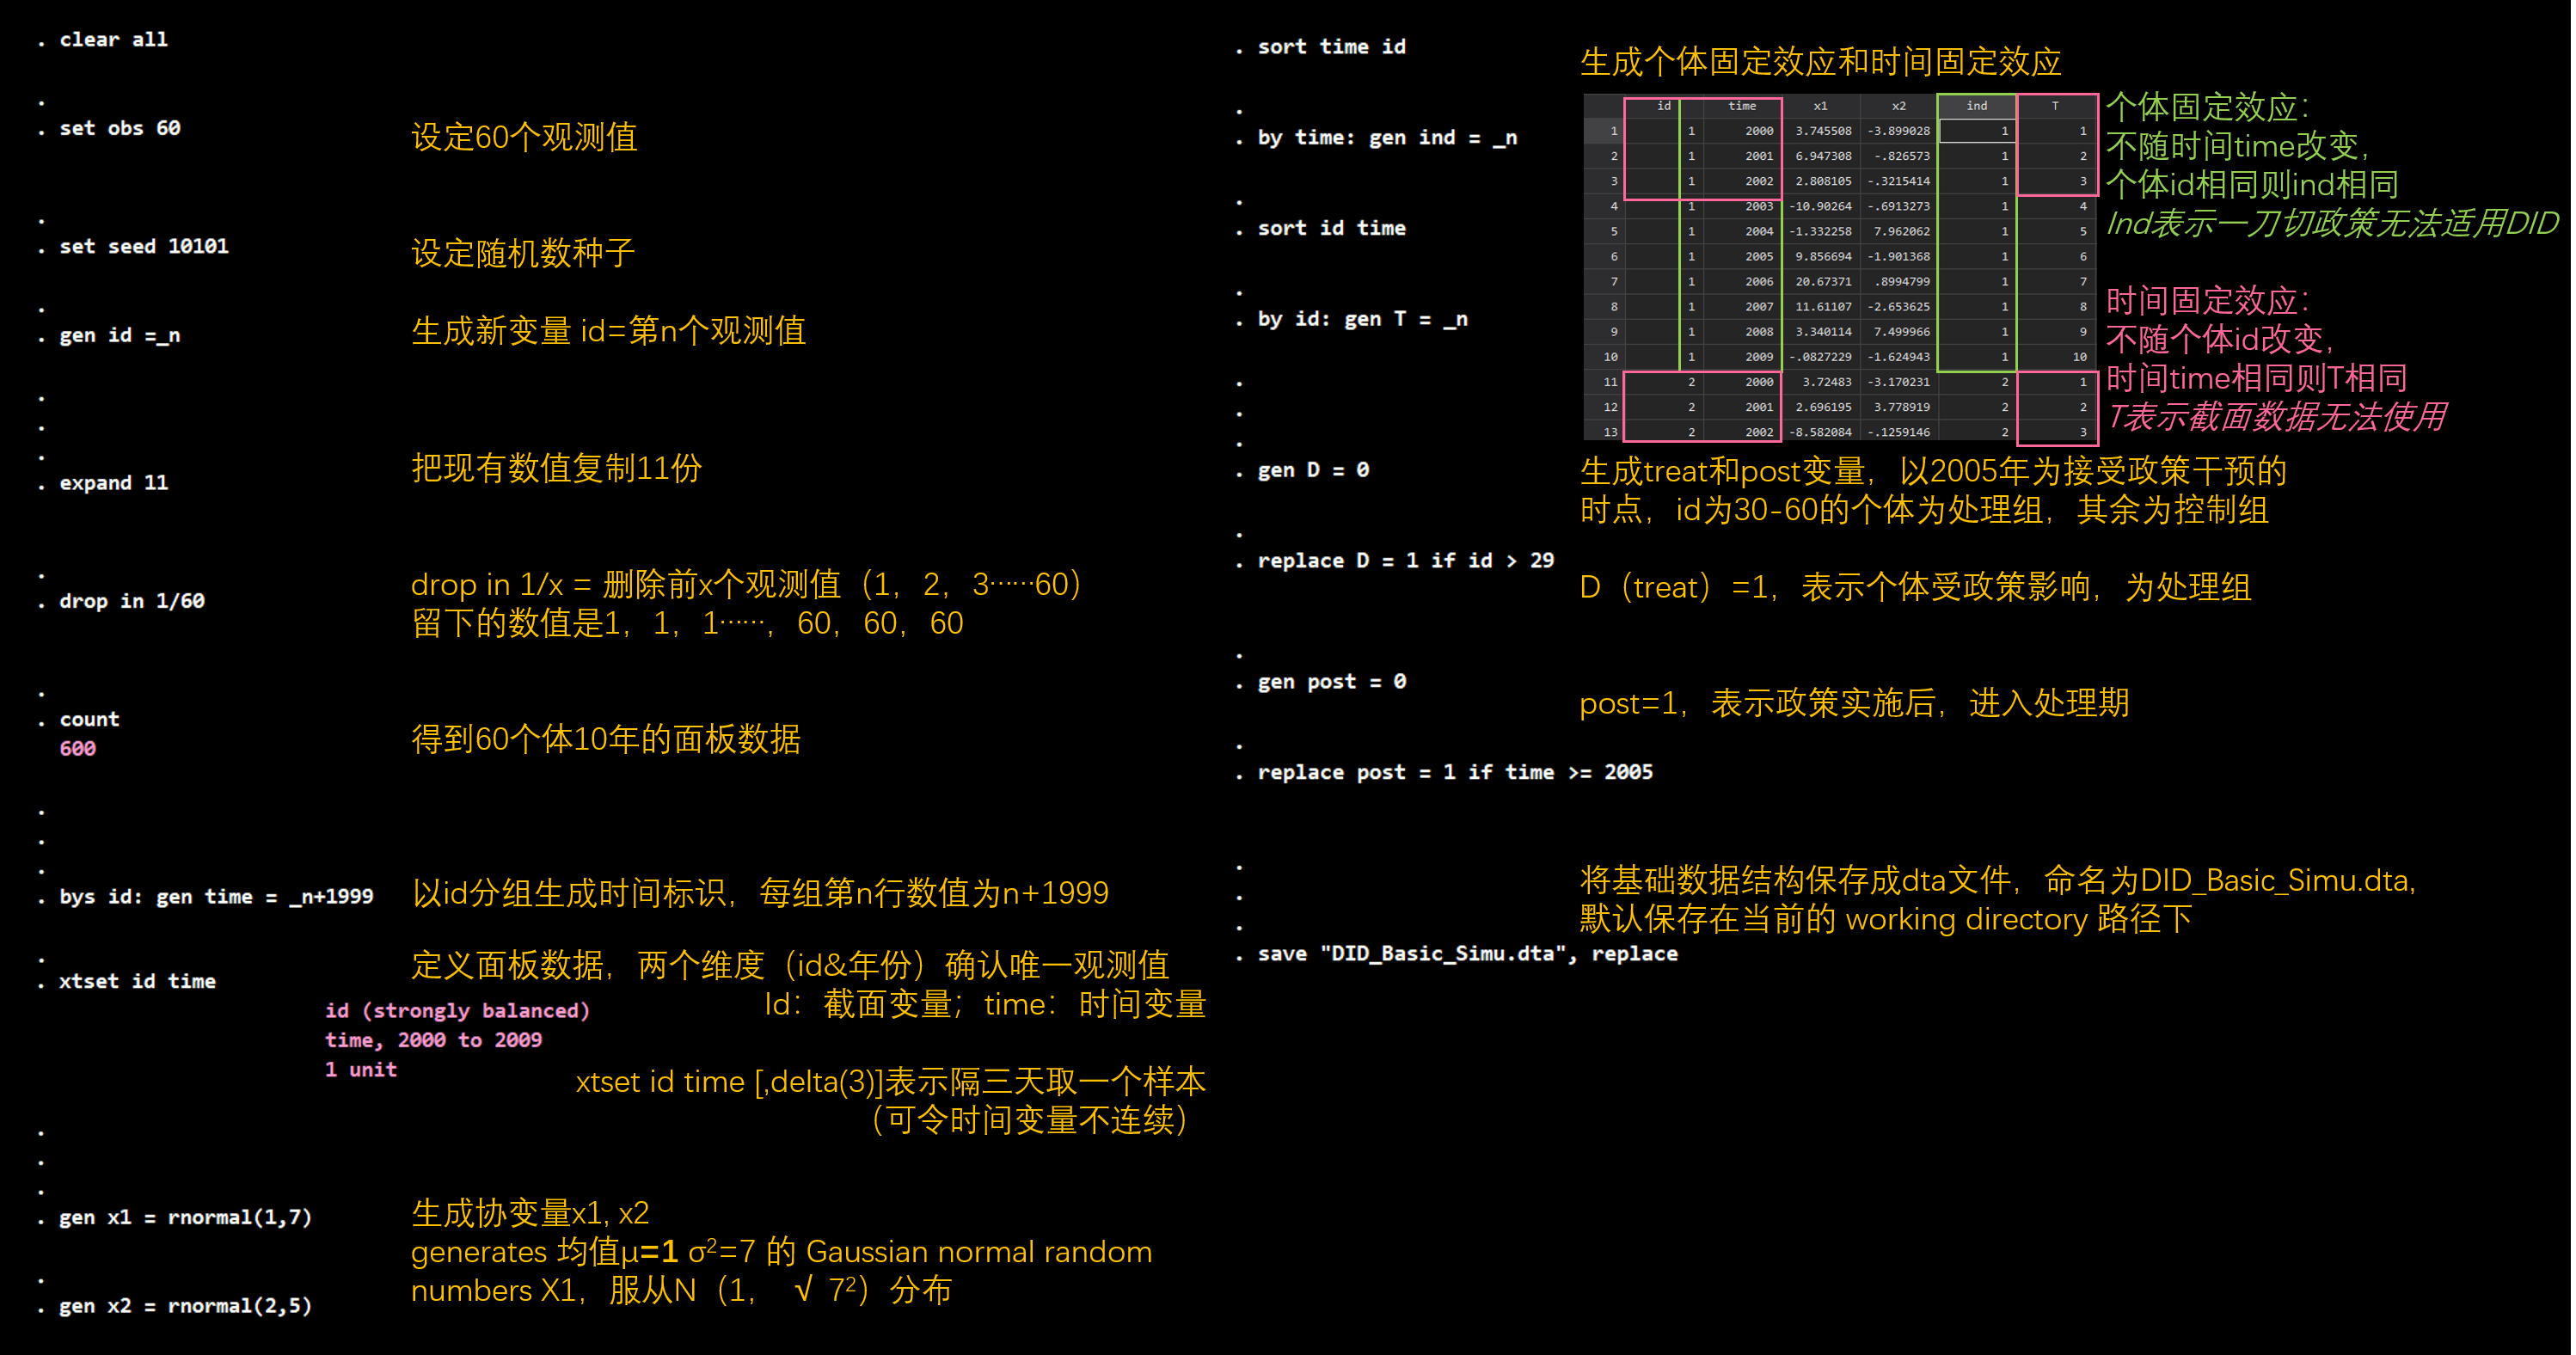 . clear all
.
. set obs 60
设定60个观测值
.
. set seed 10101
设定随机数种子
.
. gen id =_n
生成新变量 id=第n个观测值
.
.
.
. expand 11
把现有数值复制11份
.
. drop in 1/60
drop in 1/x = 删除前x个观测值（1，2，3……60）
留下的数值是1，1，1……，60，60，60
.
. count
600
得到60个体10年的面板数据
.
.
.
. bys id: gen time = _n+1999
以id分组生成时间标识，每组第n行数值为n+1999
.
. xtset id time
定义面板数据，两个维度（id&年份）确认唯一观测值
Id：截面变量；time：时间变量
id (strongly balanced)
time, 2000 to 2009
1 unit
xtset id time [,delta(3)]表示隔三天取一个样本
（可令时间变量不连续）
.
.
.
. gen x1 = rnormal(1,7)
生成协变量x1, x2
generates 均值μ=1 σ²=7 的 Gaussian normal random
numbers X1，服从N（1， √ 7²）分布
.
. gen x2 = rnormal(2,5)
. sort time id
.
. by time: gen ind = _n
.
. sort id time
.
. by id: gen T = _n
生成个体固定效应和时间固定效应
id time x1 x2 ind T
1 1 2000 3.745508 -3.899028 1 1
2 1 2001 6.947308 -.826573 1 2
3 1 2002 2.808105 -.3215414 1 3
4 1 2003 -10.90264 -.6913273 1 4
5 1 2004 -1.332258 7.962062 1 5
6 1 2005 9.856694 -1.901368 1 6
7 1 2006 20.67371 .8994799 1 7
8 1 2007 11.61107 -2.653625 1 8
9 1 2008 3.340114 7.499966 1 9
10 1 2009 -.0827229 -1.624943 1 10
11 2 2000 3.72483 -3.170231 2 1
12 2 2001 2.696195 3.778919 2 2
13 2 2002 -8.582084 -.1259146 2 3
个体固定效应：
不随时间time改变，
个体id相同则ind相同
Ind表示一刀切政策无法适用DID
时间固定效应：
不随个体id改变，
时间time相同则T相同
T表示截面数据无法使用
.
.
.
. gen D = 0
生成treat和post变量，以2005年为接受政策干预的
时点，id为30-60的个体为处理组，其余为控制组
.
. replace D = 1 if id > 29
D（treat）=1，表示个体受政策影响，为处理组
.
. gen post = 0
post=1，表示政策实施后，进入处理期
.
. replace post = 1 if time >= 2005
.
.
.
. save "DID_Basic_Simu.dta", replace
将基础数据结构保存成dta文件，命名为DID_Basic_Simu.dta,
默认保存在当前的 working directory 路径下